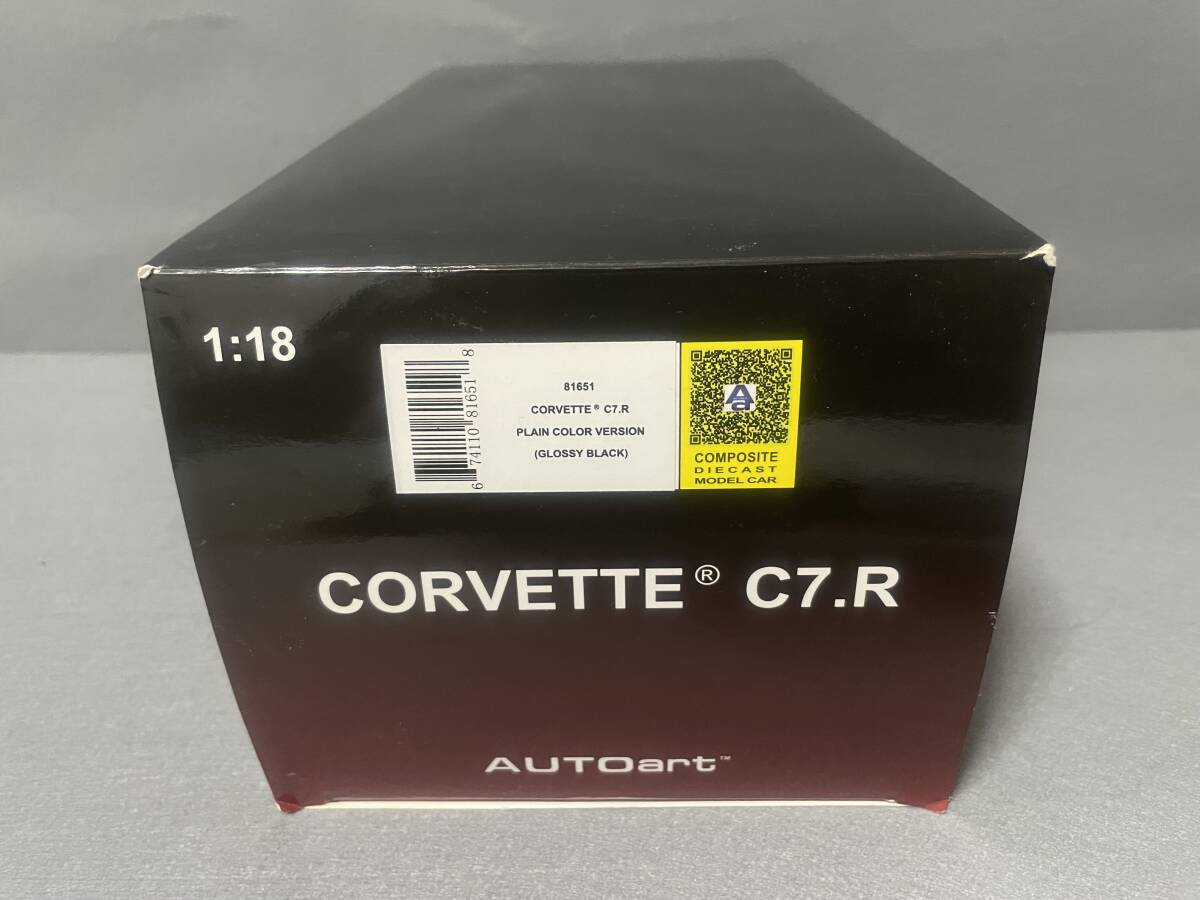 1:18
6 74110 81651 8
81651
CORVETTE® C7.R
PLAIN COLOR VERSION
(GLOSSY BLACK)
Aa
COMPOSITE
DIECAST
MODEL CAR
CORVETTE® C7.R
AUTOart™